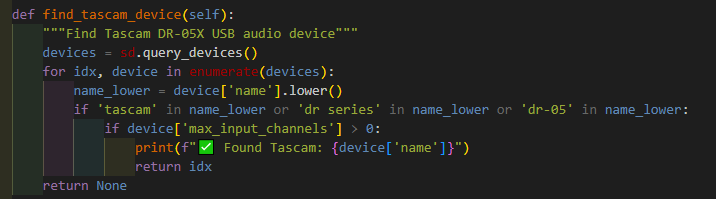 def find_tascam_device(self):
    """Find Tascam DR-05X USB audio device"""
    devices = sd.query_devices()
    for idx, device in enumerate(devices):
        name_lower = device['name'].lower()
        if 'tascam' in name_lower or 'dr series' in name_lower or 'dr-05' in name_lower:
            if device['max_input_channels'] > 0:
                print(f"✅ Found Tascam: {device['name']}")
                return idx
    return None